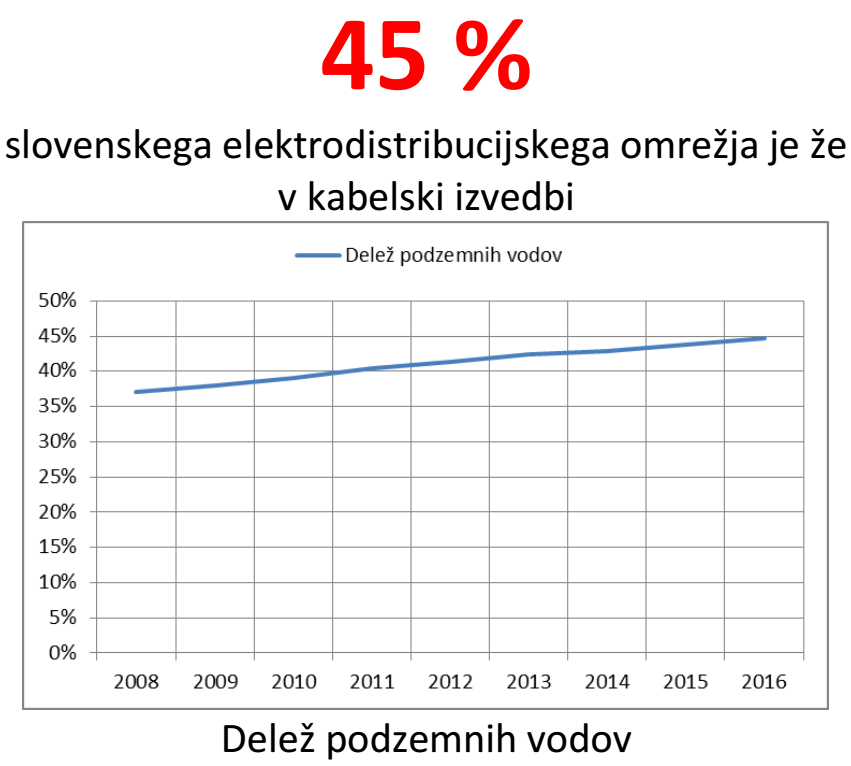 45 %
slovenskega elektrodistribucijskega omrežja je že
v kabelski izvedbi
Delež podzemnih vodov
50%
45%
40%
35%
30%
25%
20%
15%
10%
5%
0%
2008 2009 2010 2011 2012 2013 2014 2015 2016
Delež podzemnih vodov